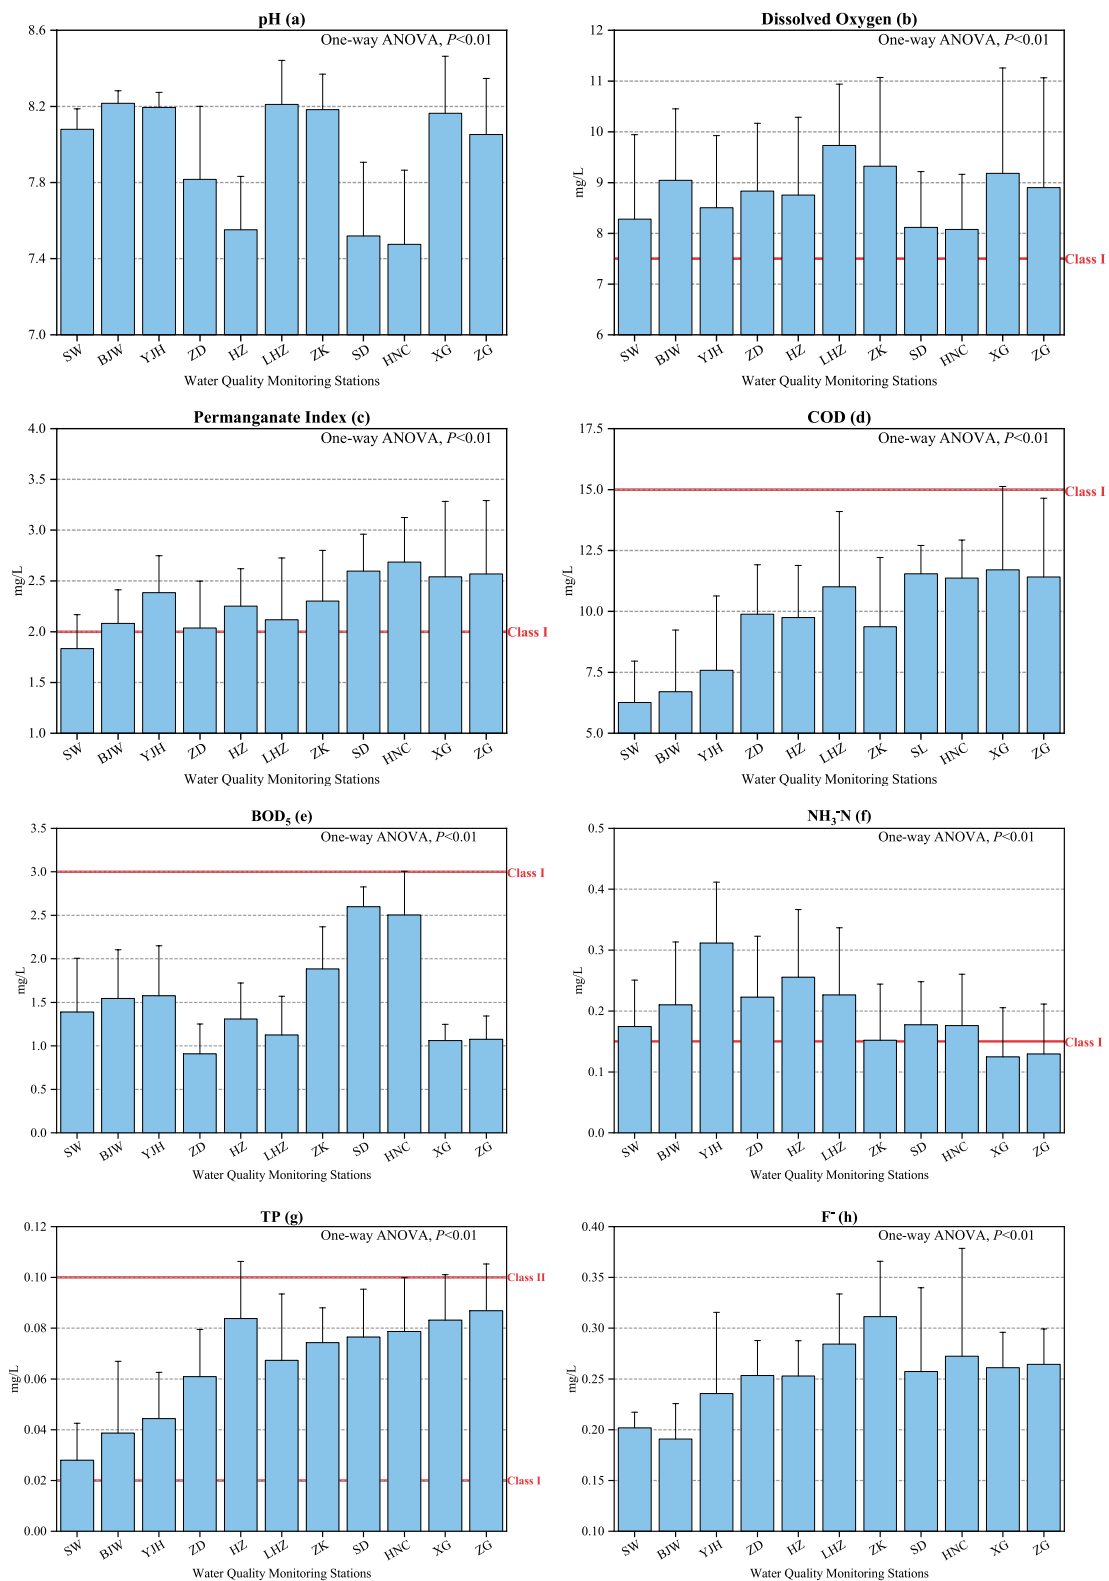 pH (a)
One-way ANOVA, P<0.01
8.6
8.2
7.8
7.4
7.0
SW BJW YJH ZD HZ LHZ ZK SD HNC XG ZG
Water Quality Monitoring Stations
Dissolved Oxygen (b)
One-way ANOVA, P<0.01
mg/L
12
11
10
9
8
7
6
Class I
SW BJW YJH ZD HZ LHZ ZK SD HNC XG ZG
Water Quality Monitoring Stations
Permanganate Index (c)
One-way ANOVA, P<0.01
mg/L
4.0
3.5
3.0
2.5
2.0
1.5
1.0
Class I
SW BJW YJH ZD HZ LHZ ZK SD HNC XG ZG
Water Quality Monitoring Stations
COD (d)
One-way ANOVA, P<0.01
mg/L
17.5
15.0
12.5
10.0
7.5
5.0
Class I
SW BJW YJH ZD HZ LHZ ZK SL HNC XG ZG
Water Quality Monitoring Stations
BOD₅ (e)
One-way ANOVA, P<0.01
mg/L
3.5
3.0
2.5
2.0
1.5
1.0
0.5
0.0
Class I
SW BJW YJH ZD HZ LHZ ZK SD HNC XG ZG
Water Quality Monitoring Stations
NH₃⁻N (f)
One-way ANOVA, P<0.01
mg/L
0.5
0.4
0.3
0.2
0.1
0.0
Class I
SW BJW YJH ZD HZ LHZ ZK SD HNC XG ZG
Water Quality Monitoring Stations
TP (g)
One-way ANOVA, P<0.01
mg/L
0.12
0.10
0.08
0.06
0.04
0.02
0.00
Class II
Class I
SW BJW YJH ZD HZ LHZ ZK SD HNC XG ZG
Water Quality Monitoring Stations
F⁻ (h)
One-way ANOVA, P<0.01
mg/L
0.40
0.35
0.30
0.25
0.20
0.15
0.10
SW BJW YJH ZD HZ LHZ ZK SD HNC XG ZG
Water Quality Monitoring Stations